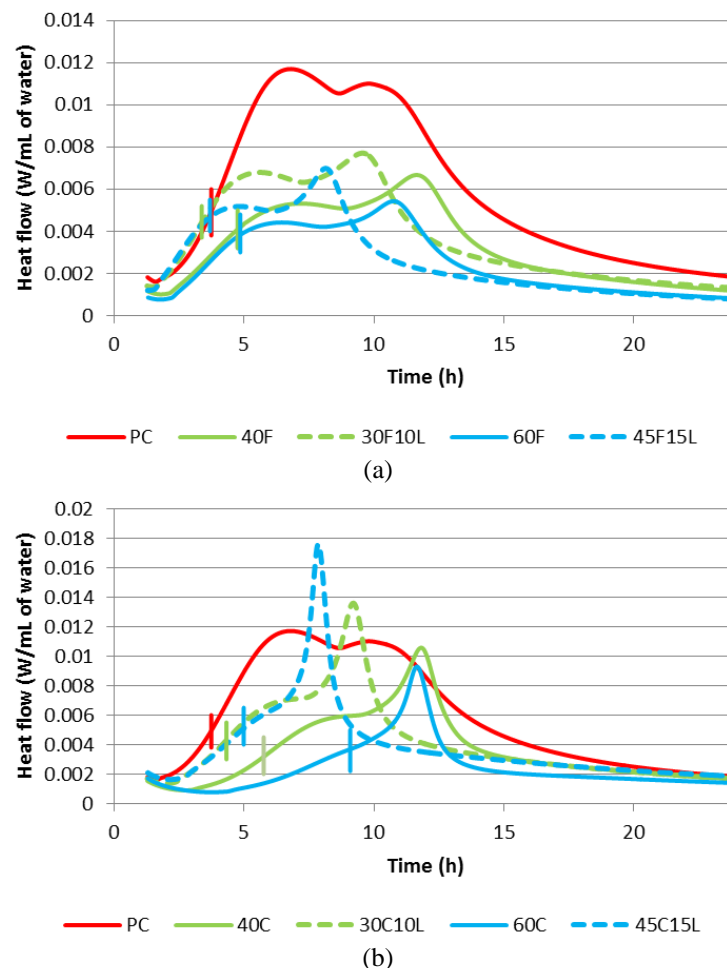 0.014
0.012
0.01
0.008
0.006
0.004
0.002
0
Heat flow (W/mL of water)
0 5 10 15 20
Time (h)
PC 40F 30F10L 60F 45F15L
(a)
0.02
0.018
0.016
0.014
0.012
0.01
0.008
0.006
0.004
0.002
0
Heat flow (W/mL of water)
0 5 10 15 20
Time (h)
PC 40C 30C10L 60C 45C15L
(b)